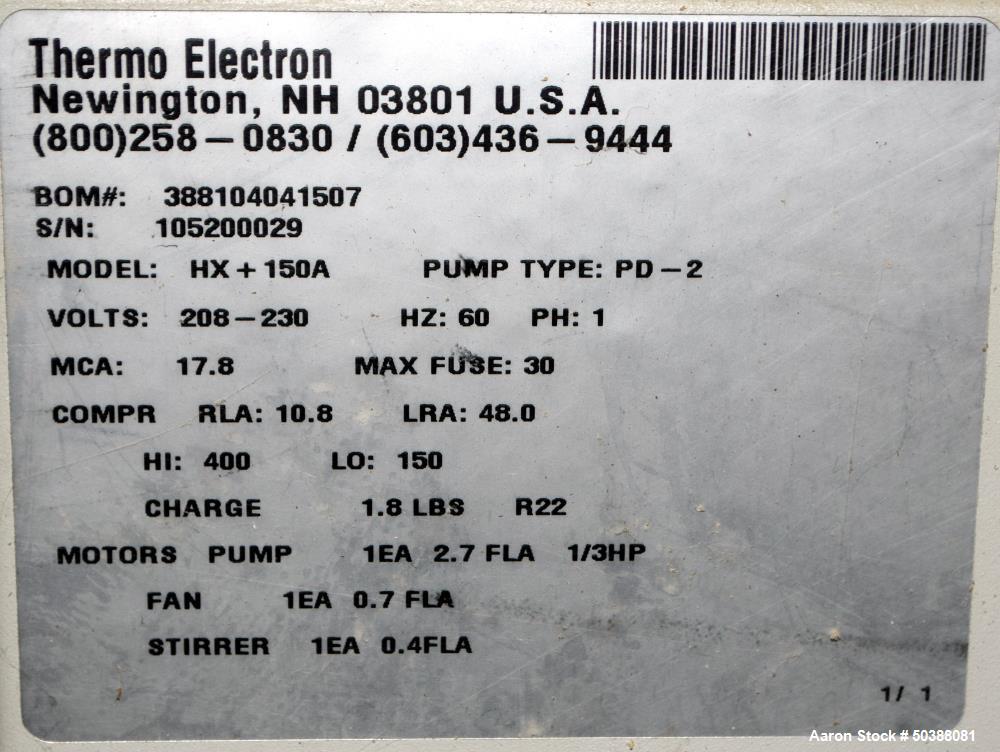 Thermo Electron
Newington, NH 03801 U.S.A.
(800)258-0830 / (603)436-9444
BOM#: 388104041507
S/N: 105200029
MODEL: HX+150A PUMP TYPE: PD-2
VOLTS: 208-230 HZ: 60 PH: 1
MCA: 17.8 MAX FUSE: 30
COMPR RLA: 10.8 LRA: 48.0
HI: 400 LO: 150
CHARGE 1.8 LBS R22
MOTORS PUMP 1EA 2.7 FLA 1/3HP
FAN 1EA 0.7 FLA
STIRRER 1EA 0.4FLA
1/ 1
Aaron Stock # 50388081